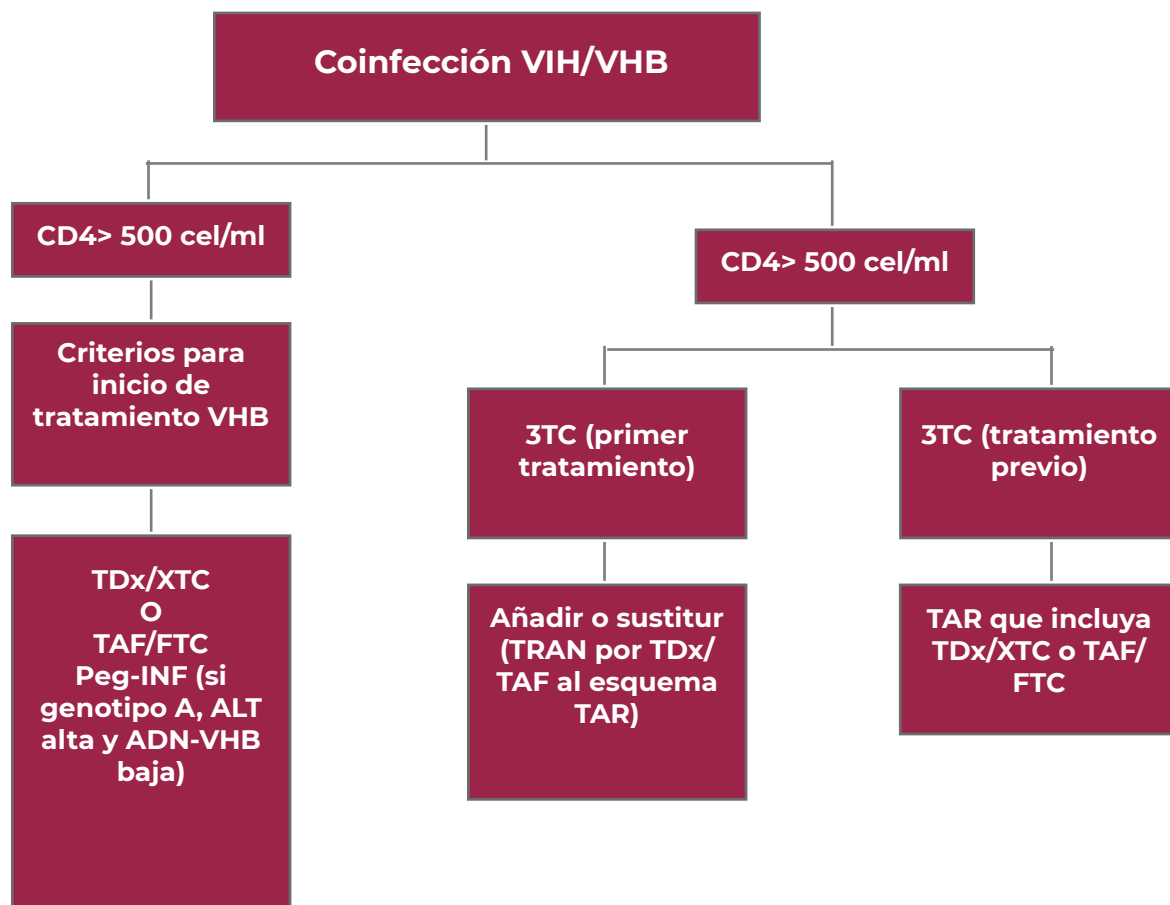 Coinfección VIH/VHB
CD4> 500 cel/ml
Criterios para
inicio de
tratamiento VHB
TDx/XTC
O
TAF/FTC
Peg-INF (si
genotipo A, ALT
alta y ADN-VHB
baja)
CD4> 500 cel/ml
3TC (primer
tratamiento)
Añadir o sustitur
(TRAN por TDx/
TAF al esquema
TAR)
3TC (tratamiento
previo)
TAR que incluya
TDx/XTC o TAF/
FTC